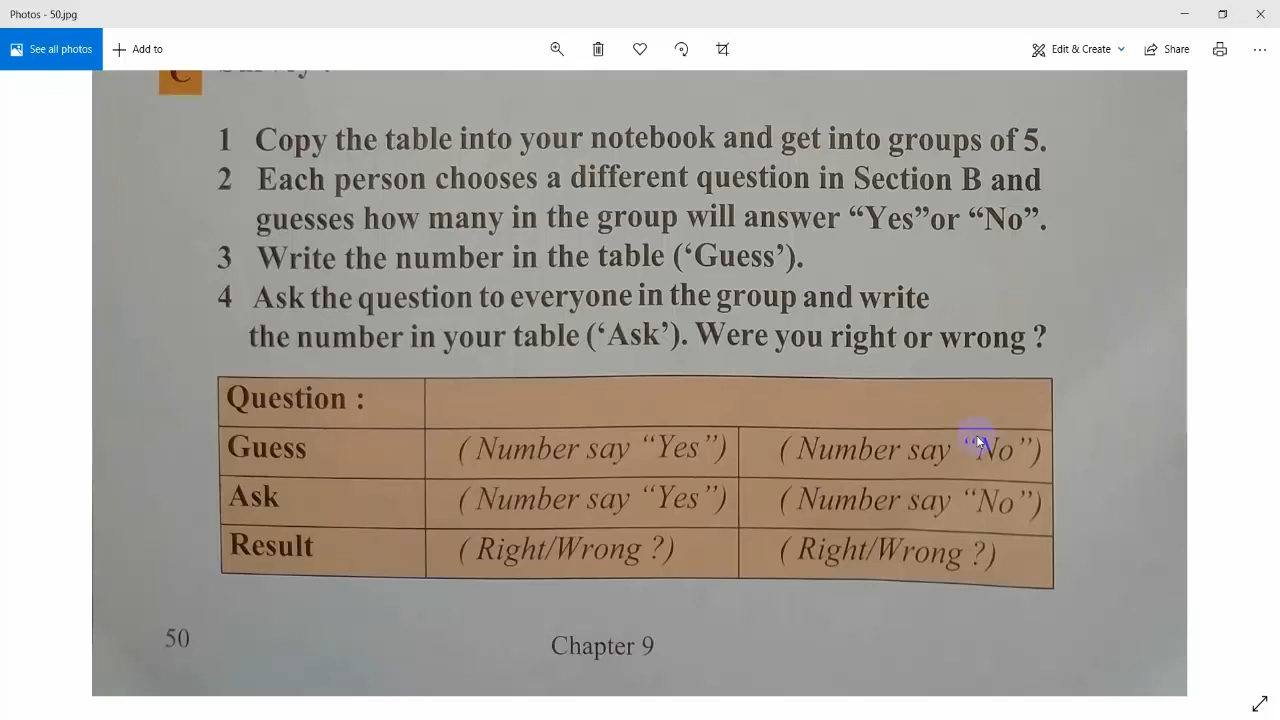 Photos - 50.jpg
See all photos
Add to
Edit & Create
Share
C
1 Copy the table into your notebook and get into groups of 5.
2 Each person chooses a different question in Section B and
guesses how many in the group will answer “Yes”or “No”.
3 Write the number in the table (‘Guess’).
4 Ask the question to everyone in the group and write
the number in your table (‘Ask’). Were you right or wrong ?
Question :
Guess ( Number say “Yes”) ( Number say “No”)
Ask ( Number say “Yes”) ( Number say “No”)
Result ( Right/Wrong ?) ( Right/Wrong ?)
50
Chapter 9